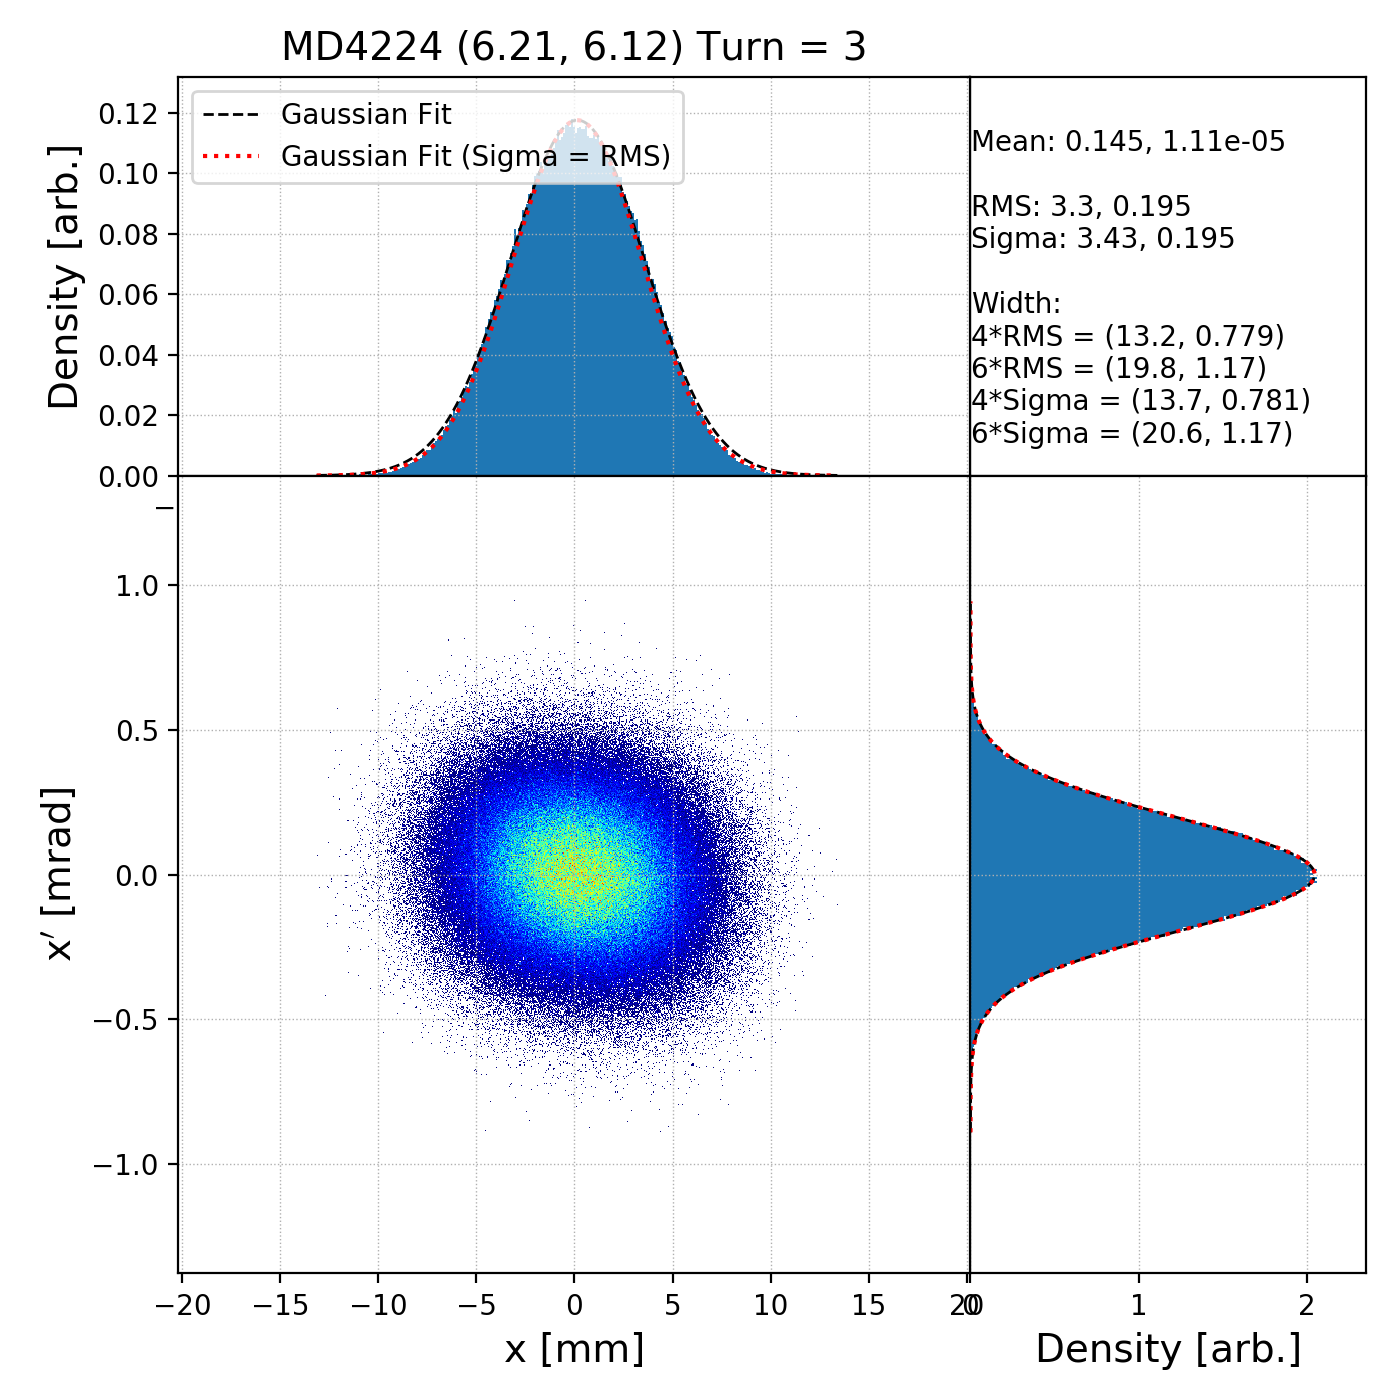 MD4224 (6.21, 6.12) Turn = 3
Gaussian Fit
Gaussian Fit (Sigma = RMS)
Density [arb.]
0.12
0.10
0.08
0.06
0.04
0.02
0.00
Mean: 0.145, 1.11e-05
RMS: 3.3, 0.195
Sigma: 3.43, 0.195
Width:
4*RMS = (13.2, 0.779)
6*RMS = (19.8, 1.17)
4*Sigma = (13.7, 0.781)
6*Sigma = (20.6, 1.17)
x′ [mrad]
−
1.0
0.5
0.0
−0.5
−1.0
−20 −15 −10 −5 0 5 10 15 20
0 1 2
x [mm]
Density [arb.]